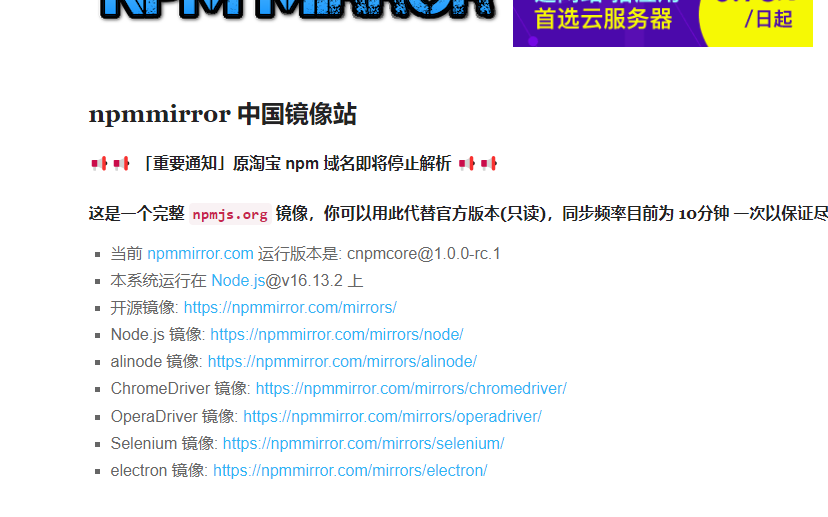 NPM MIRROR
首选云服务器
/日起
npmmirror 中国镜像站
「重要通知」原淘宝 npm 域名即将停止解析
这是一个完整 npmjs.org 镜像，你可以用此代替官方版本(只读)，同步频率目前为 10分钟 一次以保证尽
当前 npmmirror.com 运行版本是: cnpmcore@1.0.0-rc.1
本系统运行在 Node.js@v16.13.2 上
开源镜像: https://npmmirror.com/mirrors/
Node.js 镜像: https://npmmirror.com/mirrors/node/
alinode 镜像: https://npmmirror.com/mirrors/alinode/
ChromeDriver 镜像: https://npmmirror.com/mirrors/chromedriver/
OperaDriver 镜像: https://npmmirror.com/mirrors/operadriver/
Selenium 镜像: https://npmmirror.com/mirrors/selenium/
electron 镜像: https://npmmirror.com/mirrors/electron/